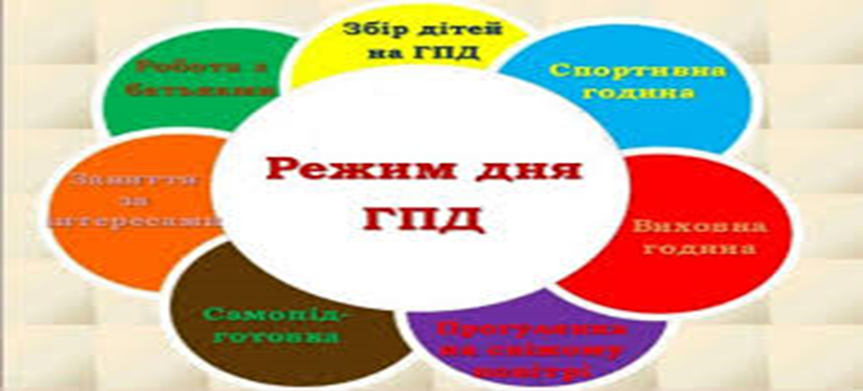 Режим дня
ГПД
Збір дітей
на ГПД
Спортивна
година
Виховна
година
Прогулянка
на свіжому
повітрі
Самопід-
готовка
Заняття
за
інтересами
Робота з
батьками